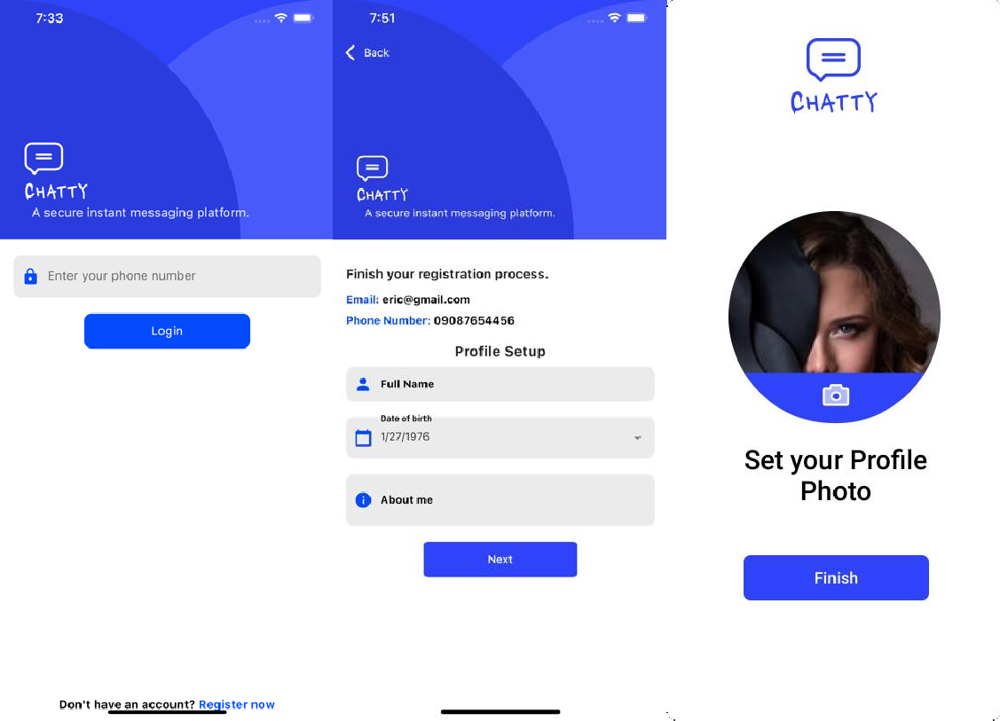 7:33
CHATTY
A secure instant messaging platform.
Enter your phone number
Login
Don't have an account? Register now
7:51
Back
CHATTY
A secure instant messaging platform.
Finish your registration process.
Email: eric@gmail.com
Phone Number: 09087654456
Profile Setup
Full Name
Date of birth
1/27/1976
About me
Next
CHATTY
Set your Profile
Photo
Finish